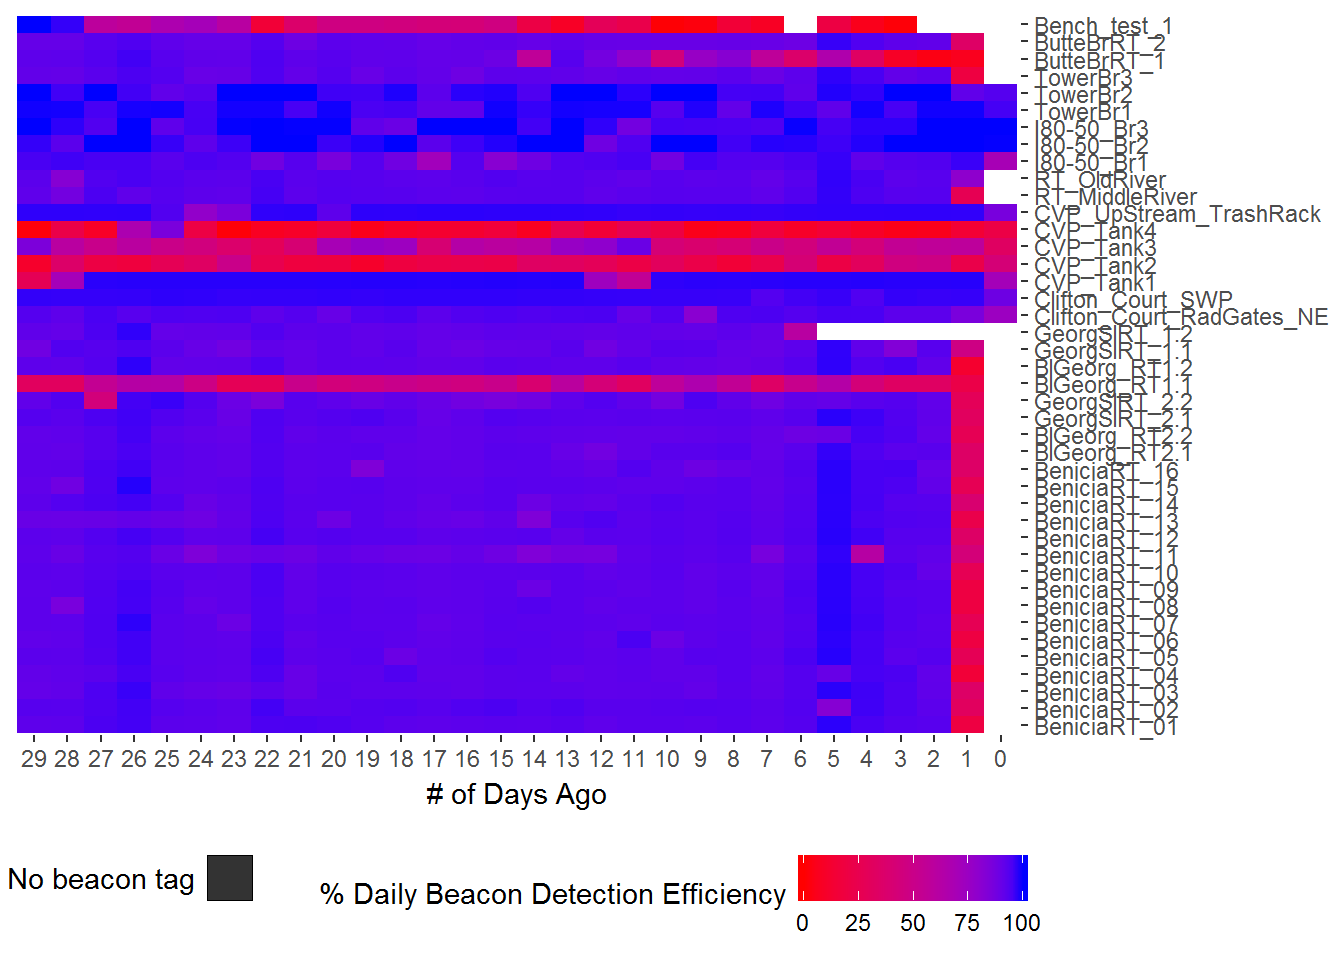 Bench_test_1
ButteBrRT_2
ButteBrRT_1
TowerBr3
TowerBr2
TowerBr1
I80-50_Br3
I80-50_Br2
I80-50_Br1
RT_OldRiver
RT_MiddleRiver
CVP_UpStream_TrashRack
CVP_Tank4
CVP_Tank3
CVP_Tank2
CVP_Tank1
Clifton_Court_SWP
Clifton_Court_RadGates_NE
GeorgSlRT_1.2
GeorgSlRT_1.1
BlGeorg_RT1.2
BlGeorg_RT1.1
GeorgSlRT_2.2
GeorgSlRT_2.1
BlGeorg_RT2.2
BlGeorg_RT2.1
BeniciaRT_16
BeniciaRT_15
BeniciaRT_14
BeniciaRT_13
BeniciaRT_12
BeniciaRT_11
BeniciaRT_10
BeniciaRT_09
BeniciaRT_08
BeniciaRT_07
BeniciaRT_06
BeniciaRT_05
BeniciaRT_04
BeniciaRT_03
BeniciaRT_02
BeniciaRT_01
29 28 27 26 25 24 23 22 21 20 19 18 17 16 15 14 13 12 11 10 9 8 7 6 5 4 3 2 1 0
# of Days Ago
No beacon tag
% Daily Beacon Detection Efficiency
0 25 50 75 100